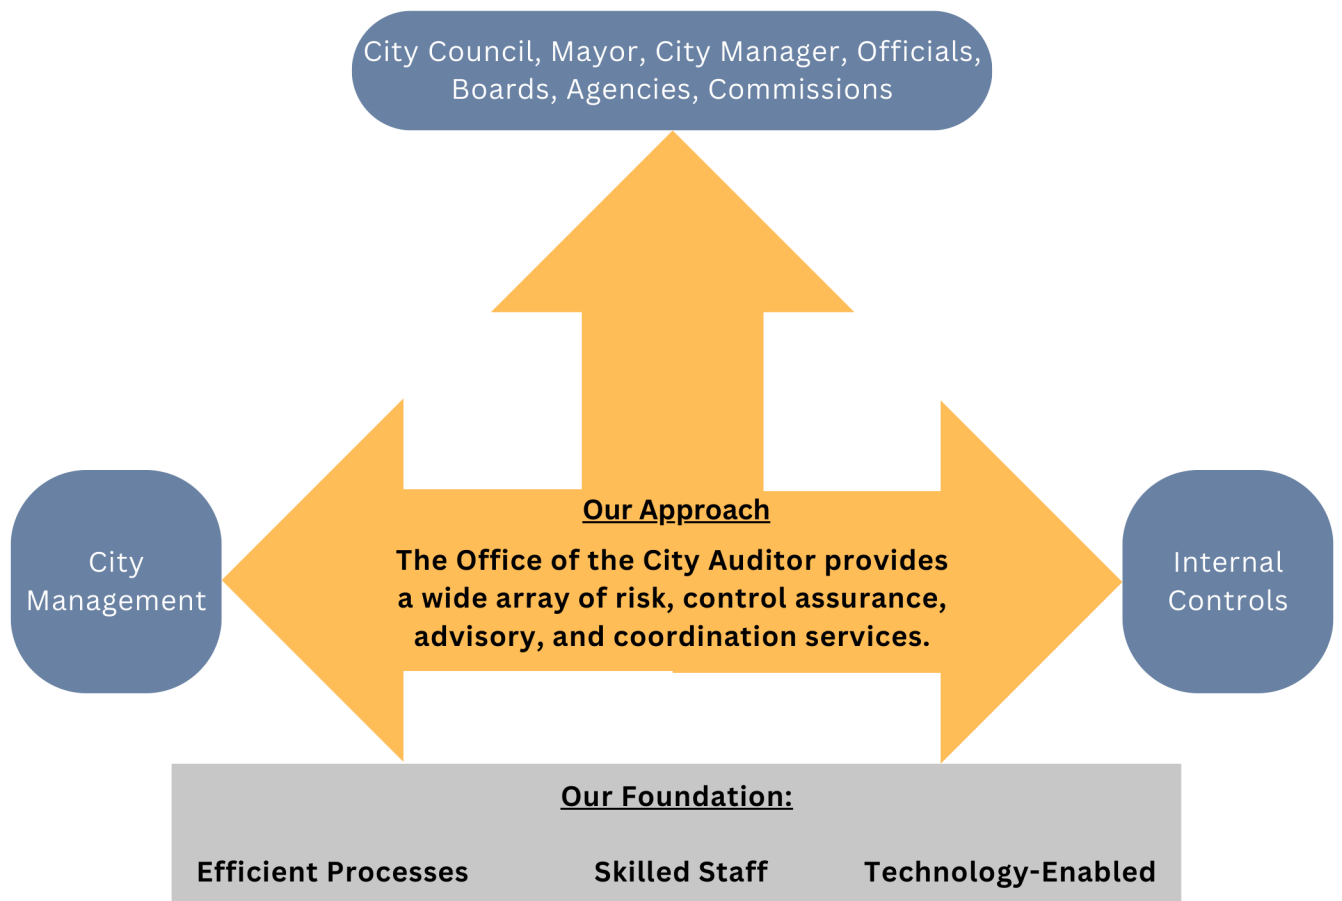 City Council, Mayor, City Manager, Officials,
Boards, Agencies, Commissions
Our Approach
The Office of the City Auditor provides
a wide array of risk, control assurance,
advisory, and coordination services.
City
Management
Internal
Controls
Our Foundation:
Efficient Processes
Skilled Staff
Technology-Enabled